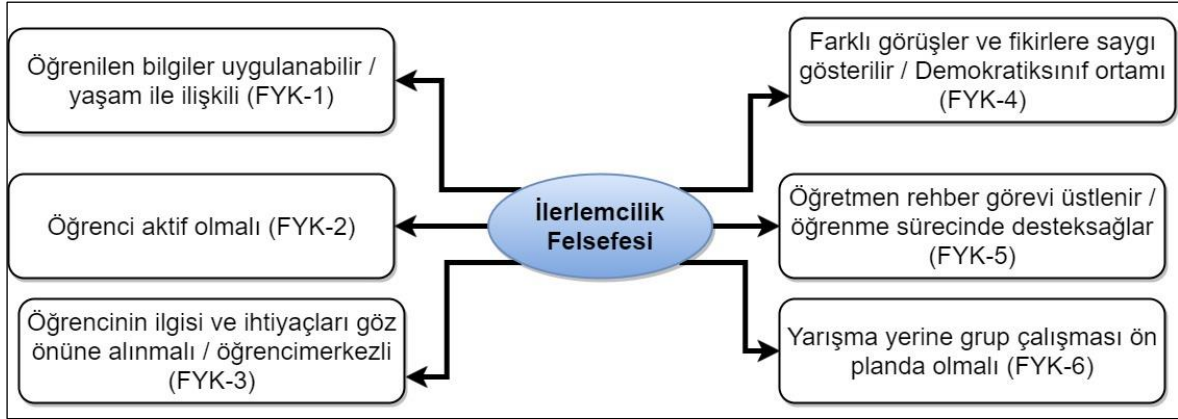 Öğrenilen bilgiler uygulanabilir /
yaşam ile ilişkili (FYK-1)
Öğrenci aktif olmalı (FYK-2)
Öğrencinin ilgisi ve ihtiyaçları göz
önüne alınmalı / öğrencimerkezli
(FYK-3)
İlerlemcilik
Felsefesi
Farklı görüşler ve fikirlere saygı
gösterilir / Demokratiksınıf ortamı
(FYK-4)
Öğretmen rehber görevi üstlenir /
öğrenme sürecinde desteksağlar
(FYK-5)
Yarışma yerine grup çalışması ön
planda olmalı (FYK-6)